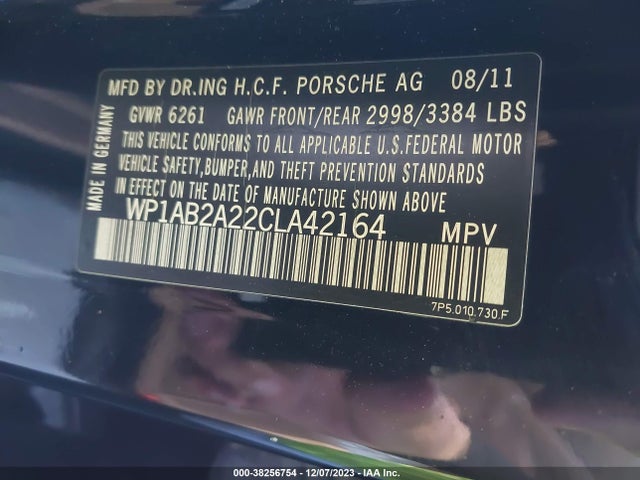 MFD BY DR.ING H.C.F. PORSCHE AG 08/11
GVWR 6261 GAWR FRONT/REAR 2998/3384 LBS
THIS VEHICLE CONFORMS TO ALL APPLICABLE U.S.FEDERAL MOTOR
VEHICLE SAFETY,BUMPER,AND THEFT PREVENTION STANDARDS
IN EFFECT ON THE DATE OF MANUFACTURE SHOWN ABOVE
MADE IN GERMANY
WP1AB2A22CLA42164 MPV
7P5.010.730.F
000-38256754 - 12/07/2023 - IAA Inc.